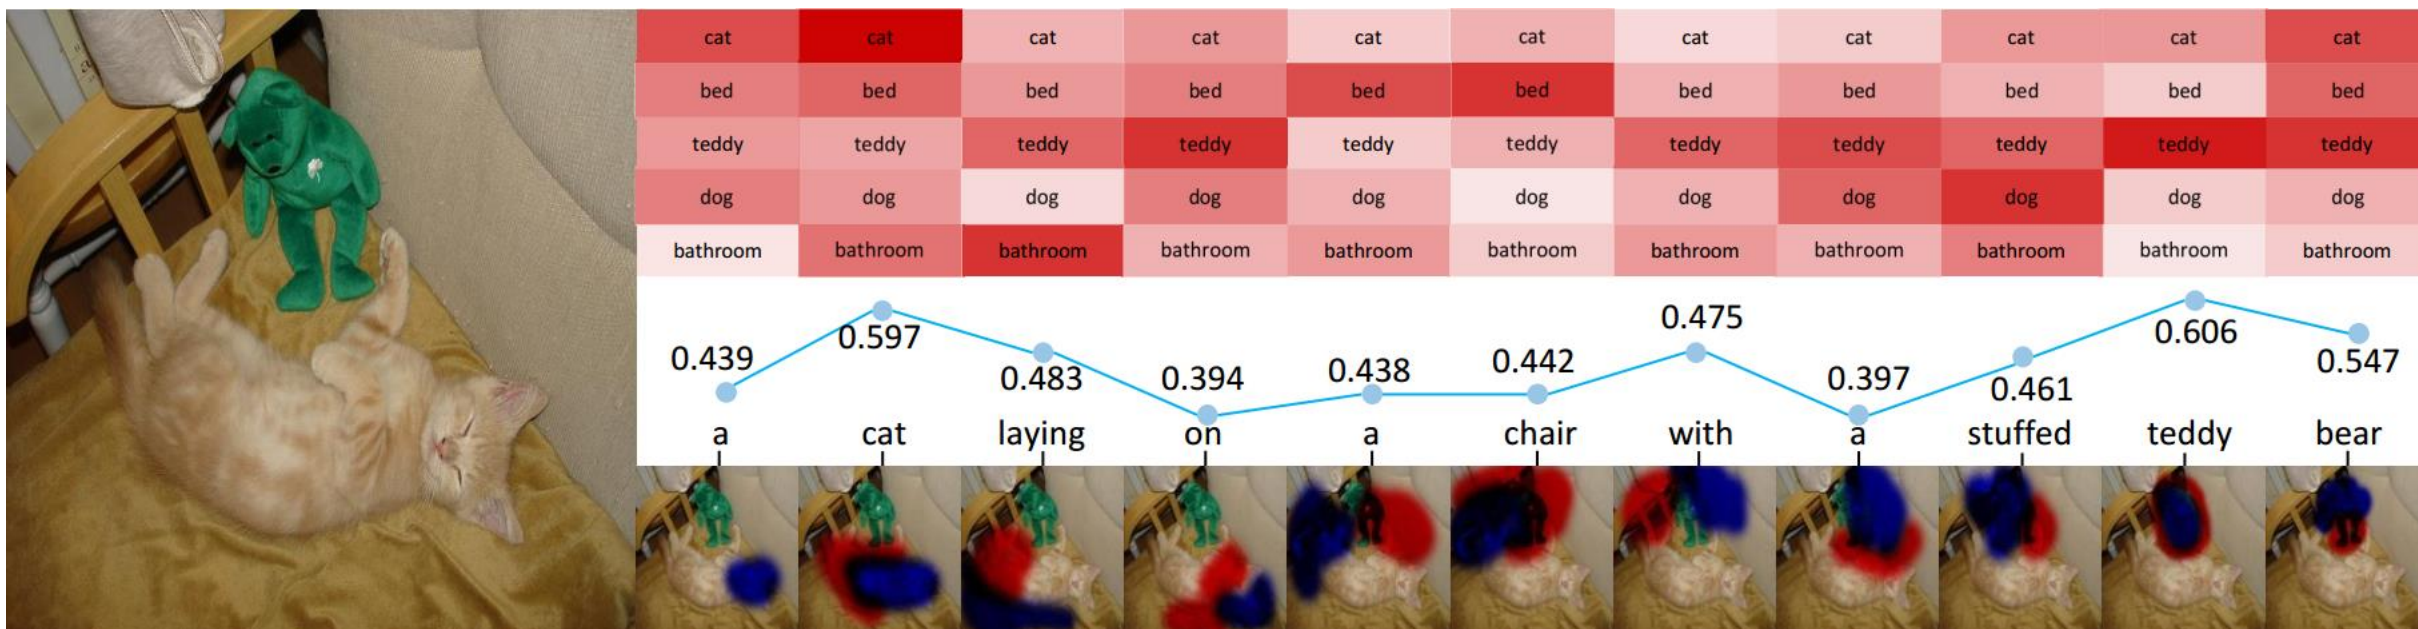 cat cat cat cat cat cat cat cat cat cat cat
bed bed bed bed bed bed bed bed bed bed bed
teddy teddy teddy teddy teddy teddy teddy teddy teddy teddy teddy
dog dog dog dog dog dog dog dog dog dog dog
bathroom bathroom bathroom bathroom bathroom bathroom bathroom bathroom bathroom bathroom bathroom
0.439 0.597 0.483 0.394 0.438 0.442 0.475 0.397 0.461 0.606 0.547
a cat laying on a chair with a stuffed teddy bear